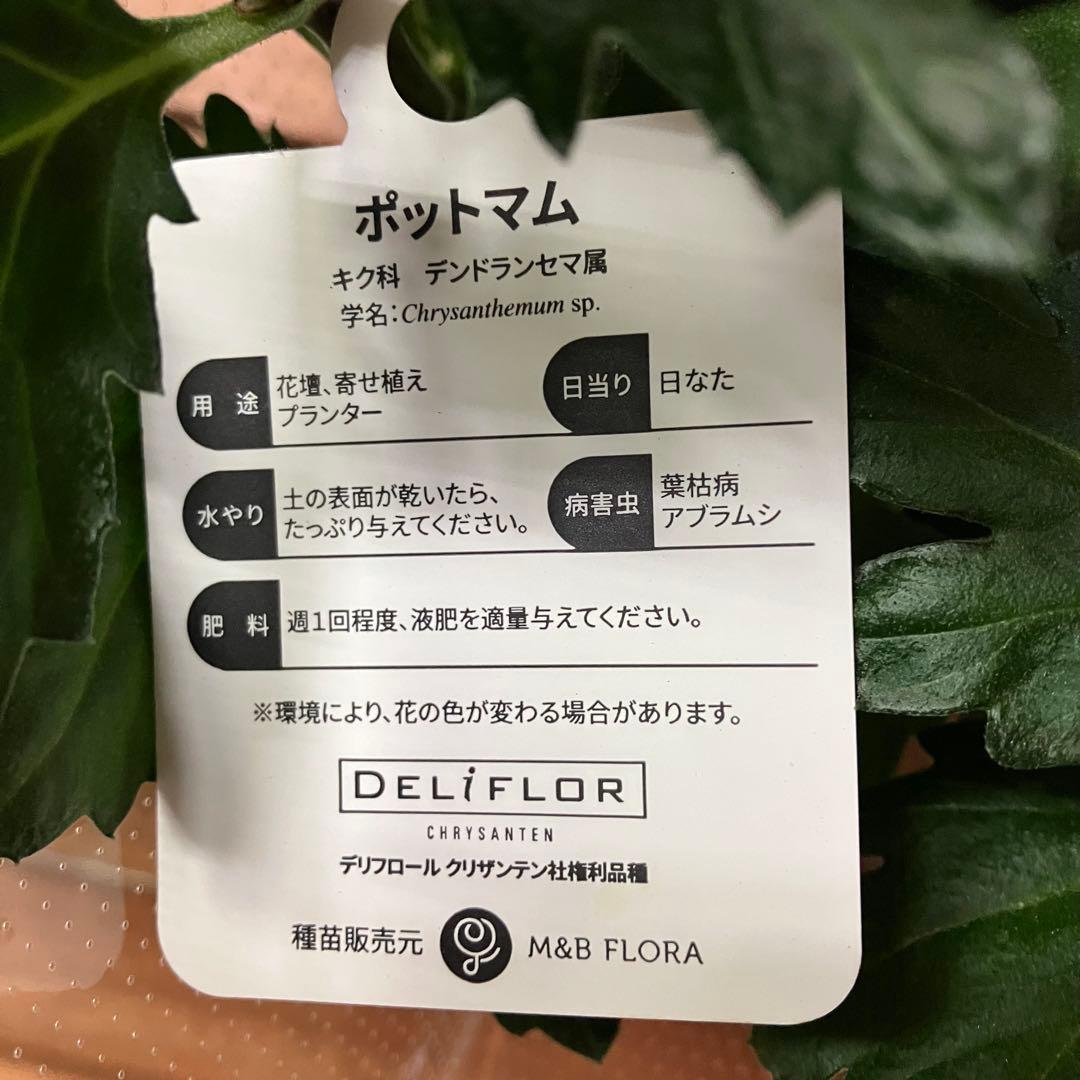 ポットマム
キク科　デンドランセマ属
学名：Chrysanthemum sp.
用　途
花壇、寄せ植え
プランター
日当り
日なた
水やり
土の表面が乾いたら、
たっぷり与えてください。
病害虫
葉枯病
アブラムシ
肥　料
週1回程度、液肥を適量与えてください。
※環境により、花の色が変わる場合があります。
DELiFLOR
CHRYSANTEN
デリフロール クリザンテン社権利品種
種苗販売元
M&B FLORA